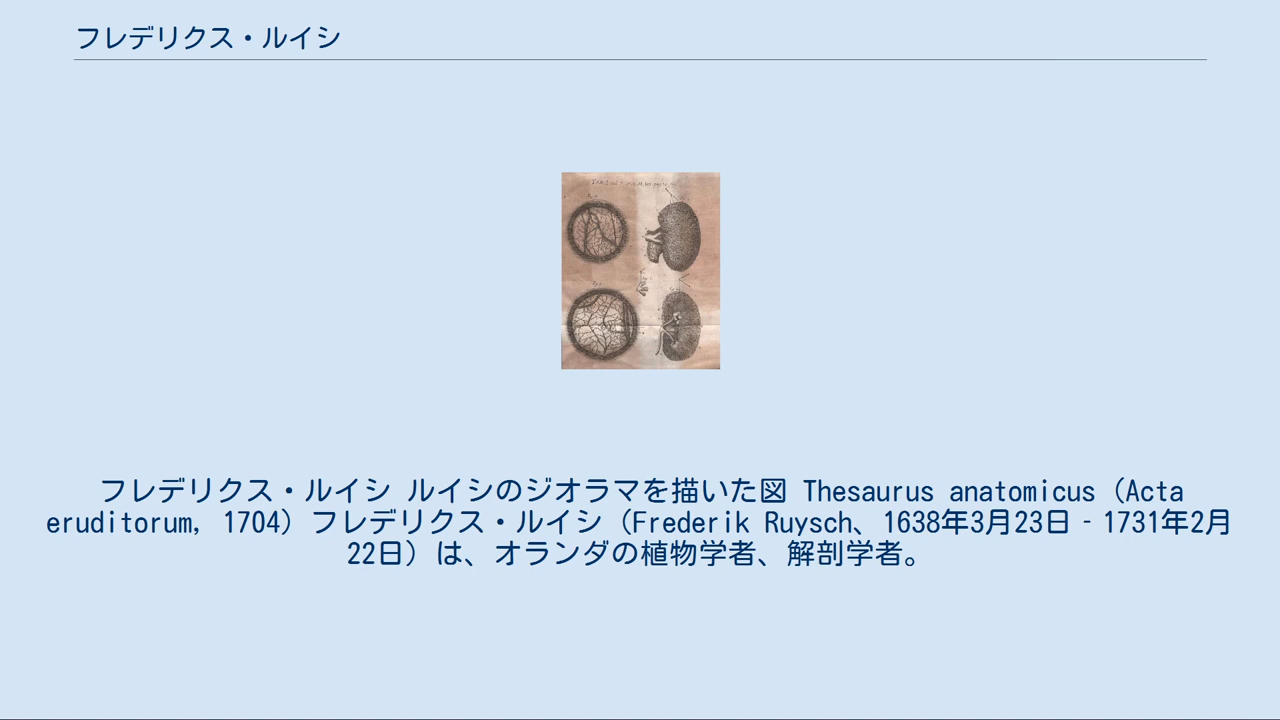 フレデリクス・ルイシ
フレデリクス・ルイシ ルイシのジオラマを描いた図 Thesaurus anatomicus（Acta
eruditorum, 1704）フレデリクス・ルイシ（Frederik Ruysch、1638年3月23日 - 1731年2月
22日）は、オランダの植物学者、解剖学者。